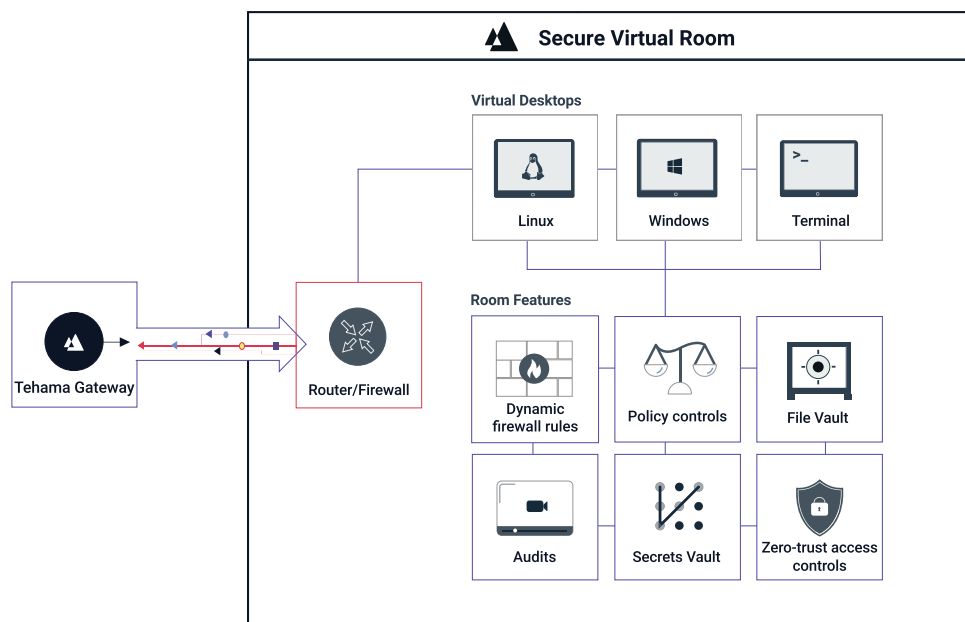 Secure Virtual Room
Virtual Desktops
>_
Linux
Windows
Terminal
Room Features
Tehama Gateway
Router/Firewall
Dynamic
firewall rules
Policy controls
File Vault
Audits
Secrets Vault
Zero-trust access
controls